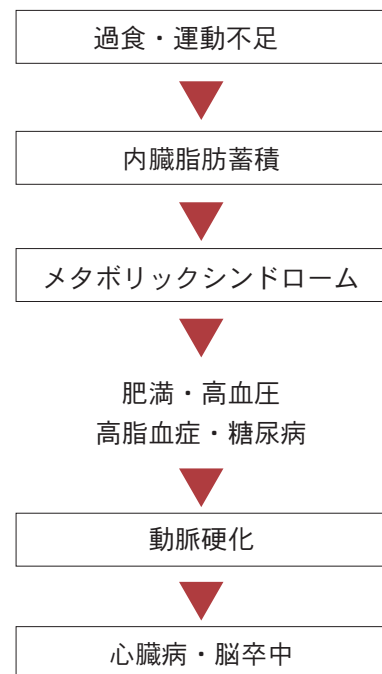 過食・運動不足
内臓脂肪蓄積
メタボリックシンドローム
肥満・高血圧
高脂血症・糖尿病
動脈硬化
心臓病・脳卒中